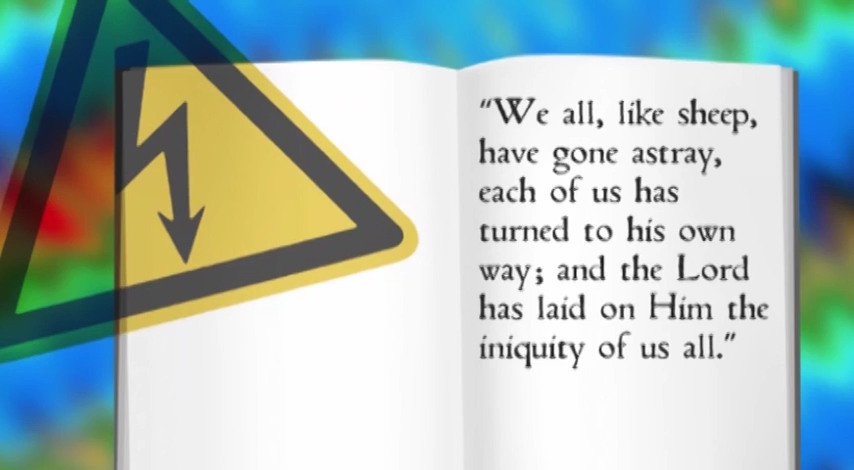 “We all, like sheep,
have gone astray,
each of us has
turned to his own
way; and the Lord
has laid on Him the
iniquity of us all.”